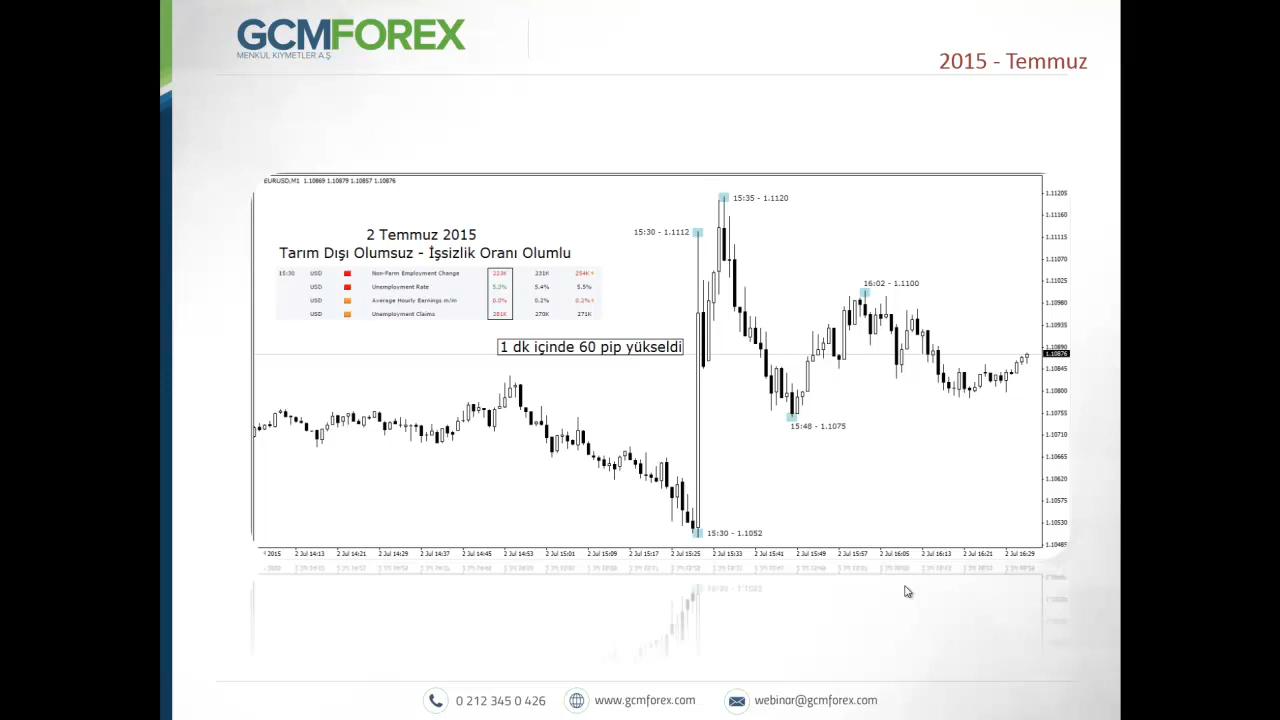 GCMFOREX
MENKUL KIYMETLER A.Ş.
2015 - Temmuz
EURUSD,M1 1.10869 1.10879 1.10857 1.10876
2 Temmuz 2015
Tarım Dışı Olumsuz - İşsizlik Oranı Olumlu
15:30 USD Non-Farm Employment Change 223K 231K 254K
USD Unemployment Rate 5.3% 5.4% 5.5%
USD Average Hourly Earnings m/m 0.0% 0.2% 0.2%
USD Unemployment Claims 281K 270K 271K
1 dk içinde 60 pip yükseldi
15:30 - 1.1112
15:35 - 1.1120
16:02 - 1.1100
15:48 - 1.1075
15:30 - 1.1052
1.11205
1.11160
1.11115
1.11070
1.11025
1.10980
1.10935
1.10890
1.10876
1.10845
1.10800
1.10755
1.10710
1.10665
1.10620
1.10575
1.10530
1.10485
2015 2 Jul 14:13 2 Jul 14:21 2 Jul 14:29 2 Jul 14:37 2 Jul 14:45 2 Jul 14:53 2 Jul 15:01 2 Jul 15:09 2 Jul 15:17 2 Jul 15:25 2 Jul 15:33 2 Jul 15:41 2 Jul 15:49 2 Jul 15:57 2 Jul 16:05 2 Jul 16:13 2 Jul 16:21 2 Jul 16:29
0 212 345 0 426 www.gcmforex.com webinar@gcmforex.com